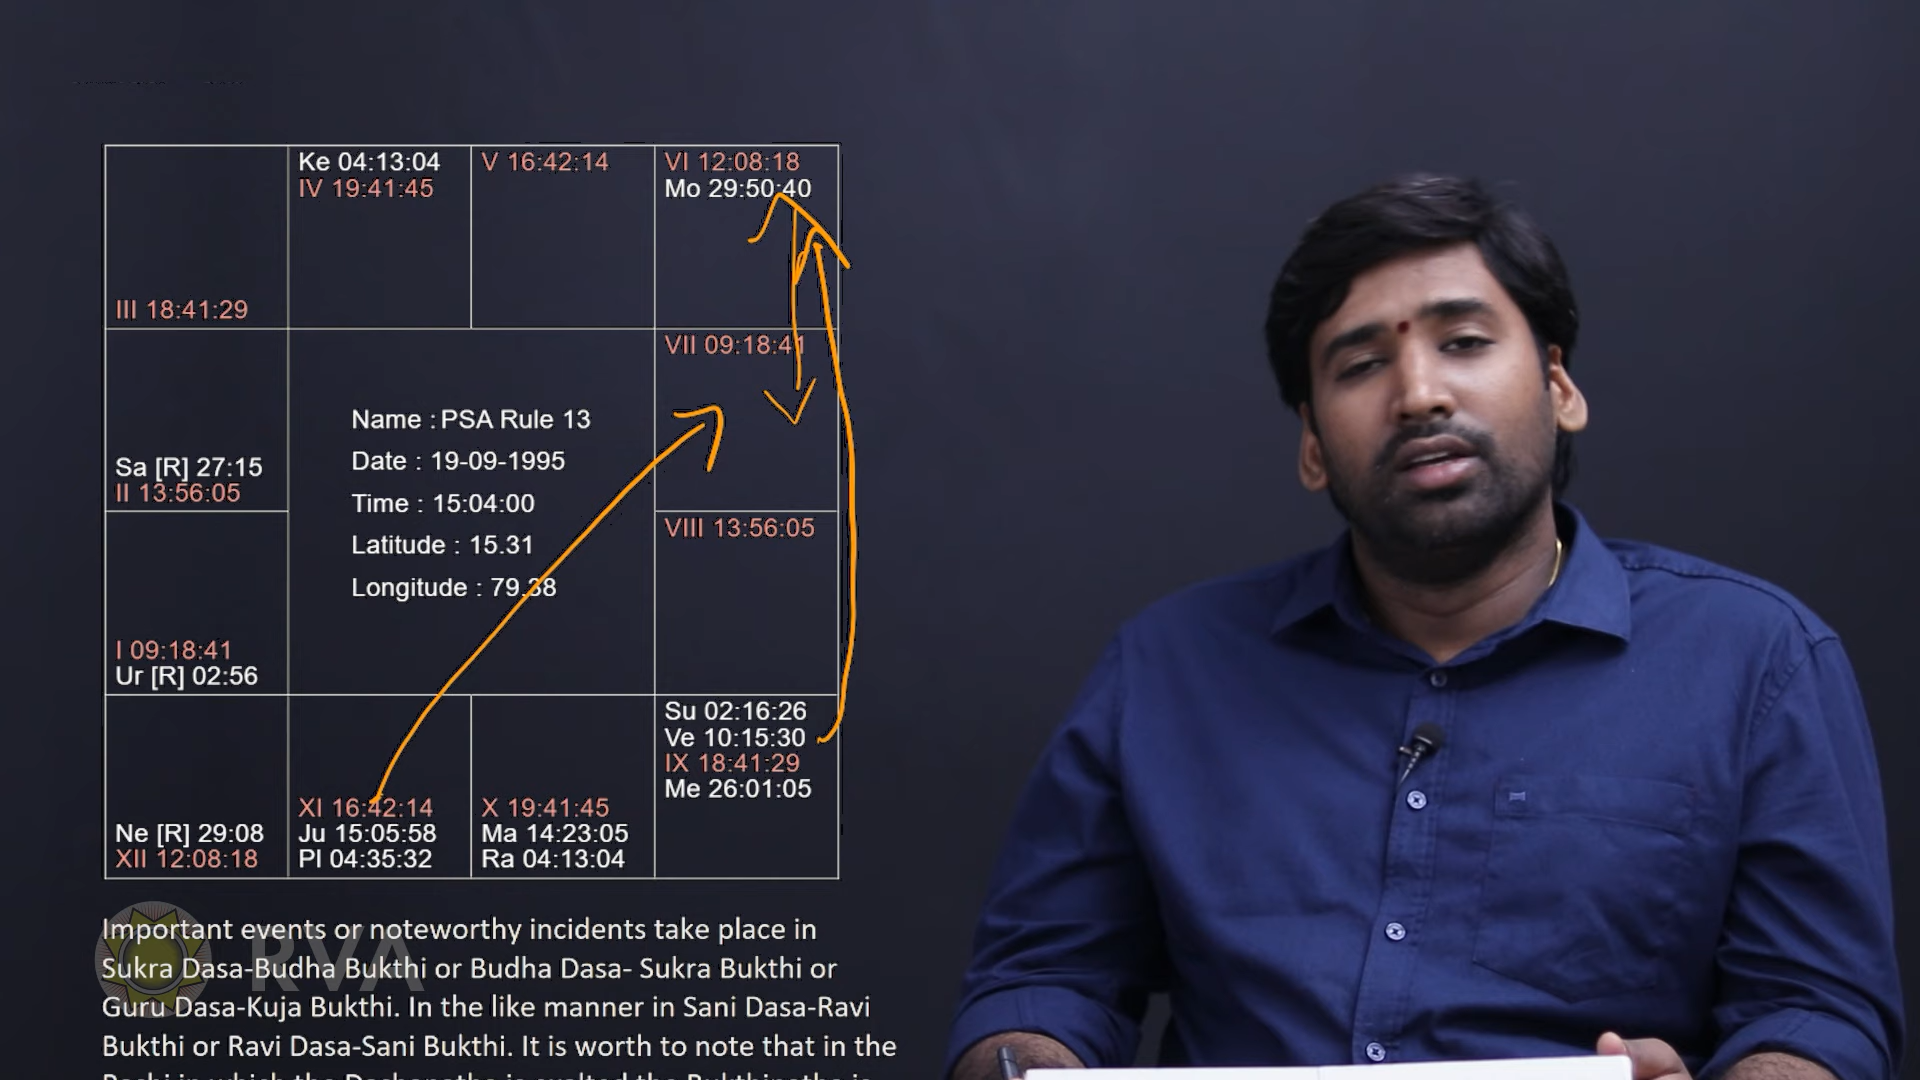 Ke 04:13:04
IV 19:41:45
V 16:42:14
VI 12:08:18
Mo 29:50:40
III 18:41:29
VII 09:18:41
Sa [R] 27:15
II 13:56:05
Name : PSA Rule 13
Date : 19-09-1995
Time : 15:04:00
Latitude : 15.31
Longitude : 79.38
VIII 13:56:05
I 09:18:41
Ur [R] 02:56
Su 02:16:26
Ve 10:15:30
IX 18:41:29
Me 26:01:05
Ne [R] 29:08
XII 12:08:18
XI 16:42:14
Ju 15:05:58
Pl 04:35:32
X 19:41:45
Ma 14:23:05
Ra 04:13:04
Important events or noteworthy incidents take place in
Sukra Dasa-Budha Bukthi or Budha Dasa- Sukra Bukthi or
Guru Dasa-Kuja Bukthi. In the like manner in Sani Dasa-Ravi
Bukthi or Ravi Dasa-Sani Bukthi. It is worth to note that in the
RVA